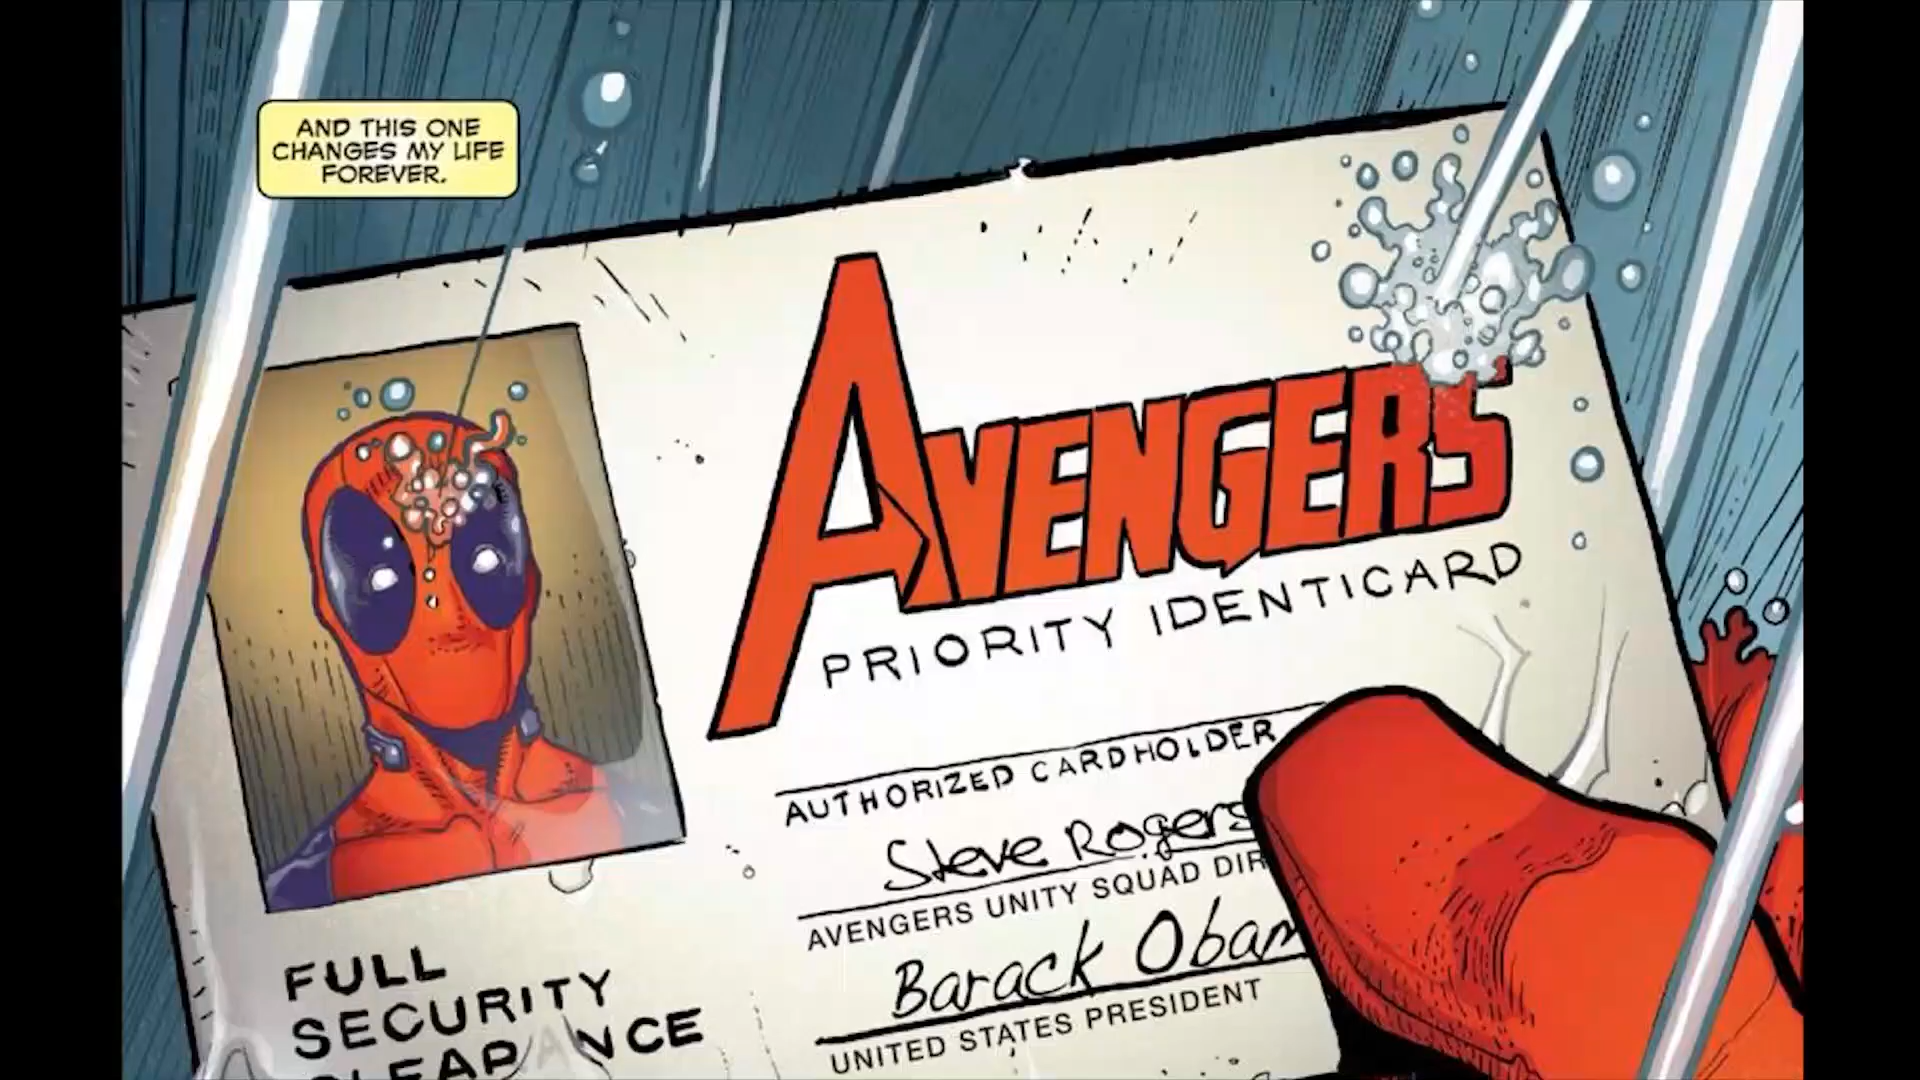 AND THIS ONE
CHANGES MY LIFE
FOREVER.
AVENGERS
PRIORITY IDENTICARD
AUTHORIZED CARDHOLDER
Steve Rogers
AVENGERS UNITY SQUAD DIR
Barack Obam
UNITED STATES PRESIDENT
FULL
SECURITY
CLEARANCE